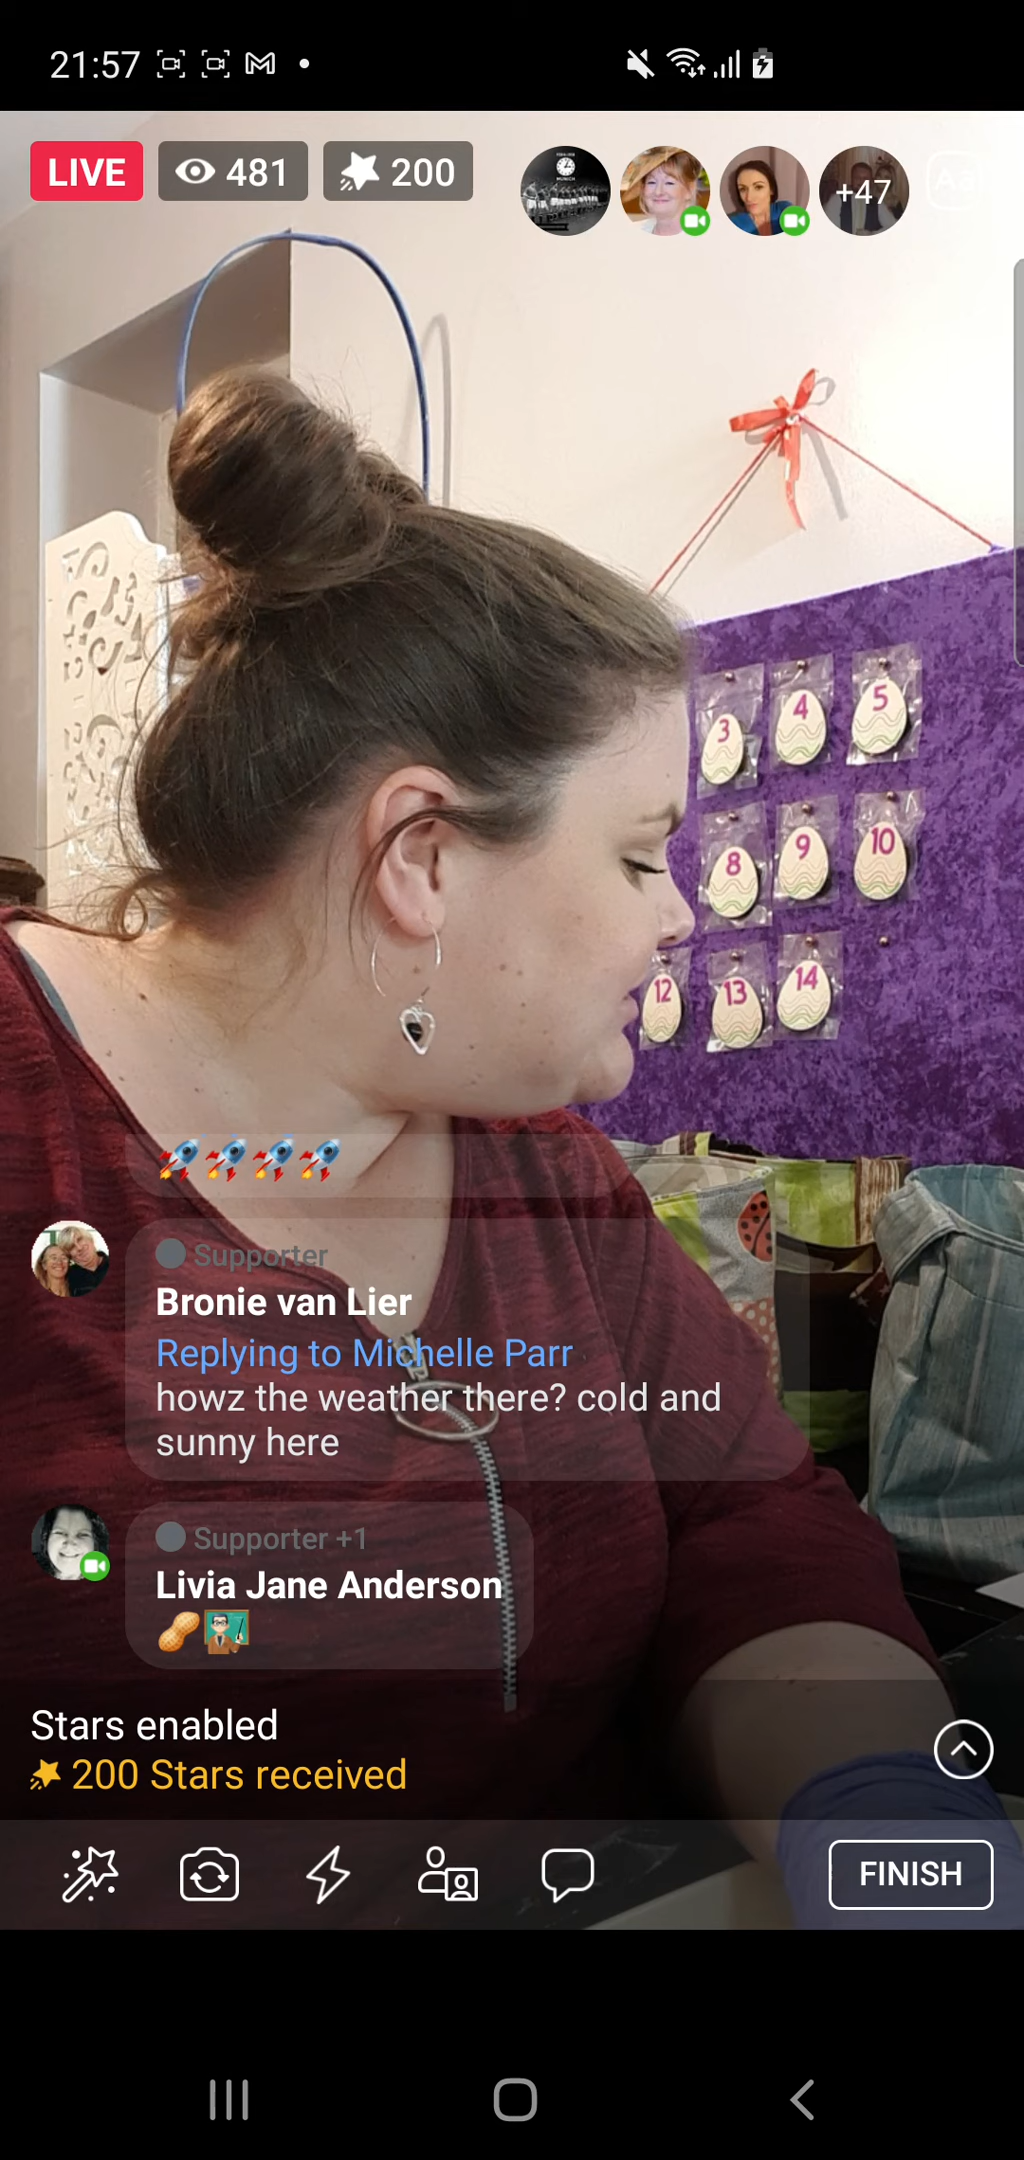 21:57
LIVE 481 200
+47
Aa
3 4 5
8 9 10
12 13 14
Supporter
Bronie van Lier
Replying to Michelle Parr
howz the weather there? cold and
sunny here
Supporter +1
Livia Jane Anderson
Stars enabled
200 Stars received
FINISH